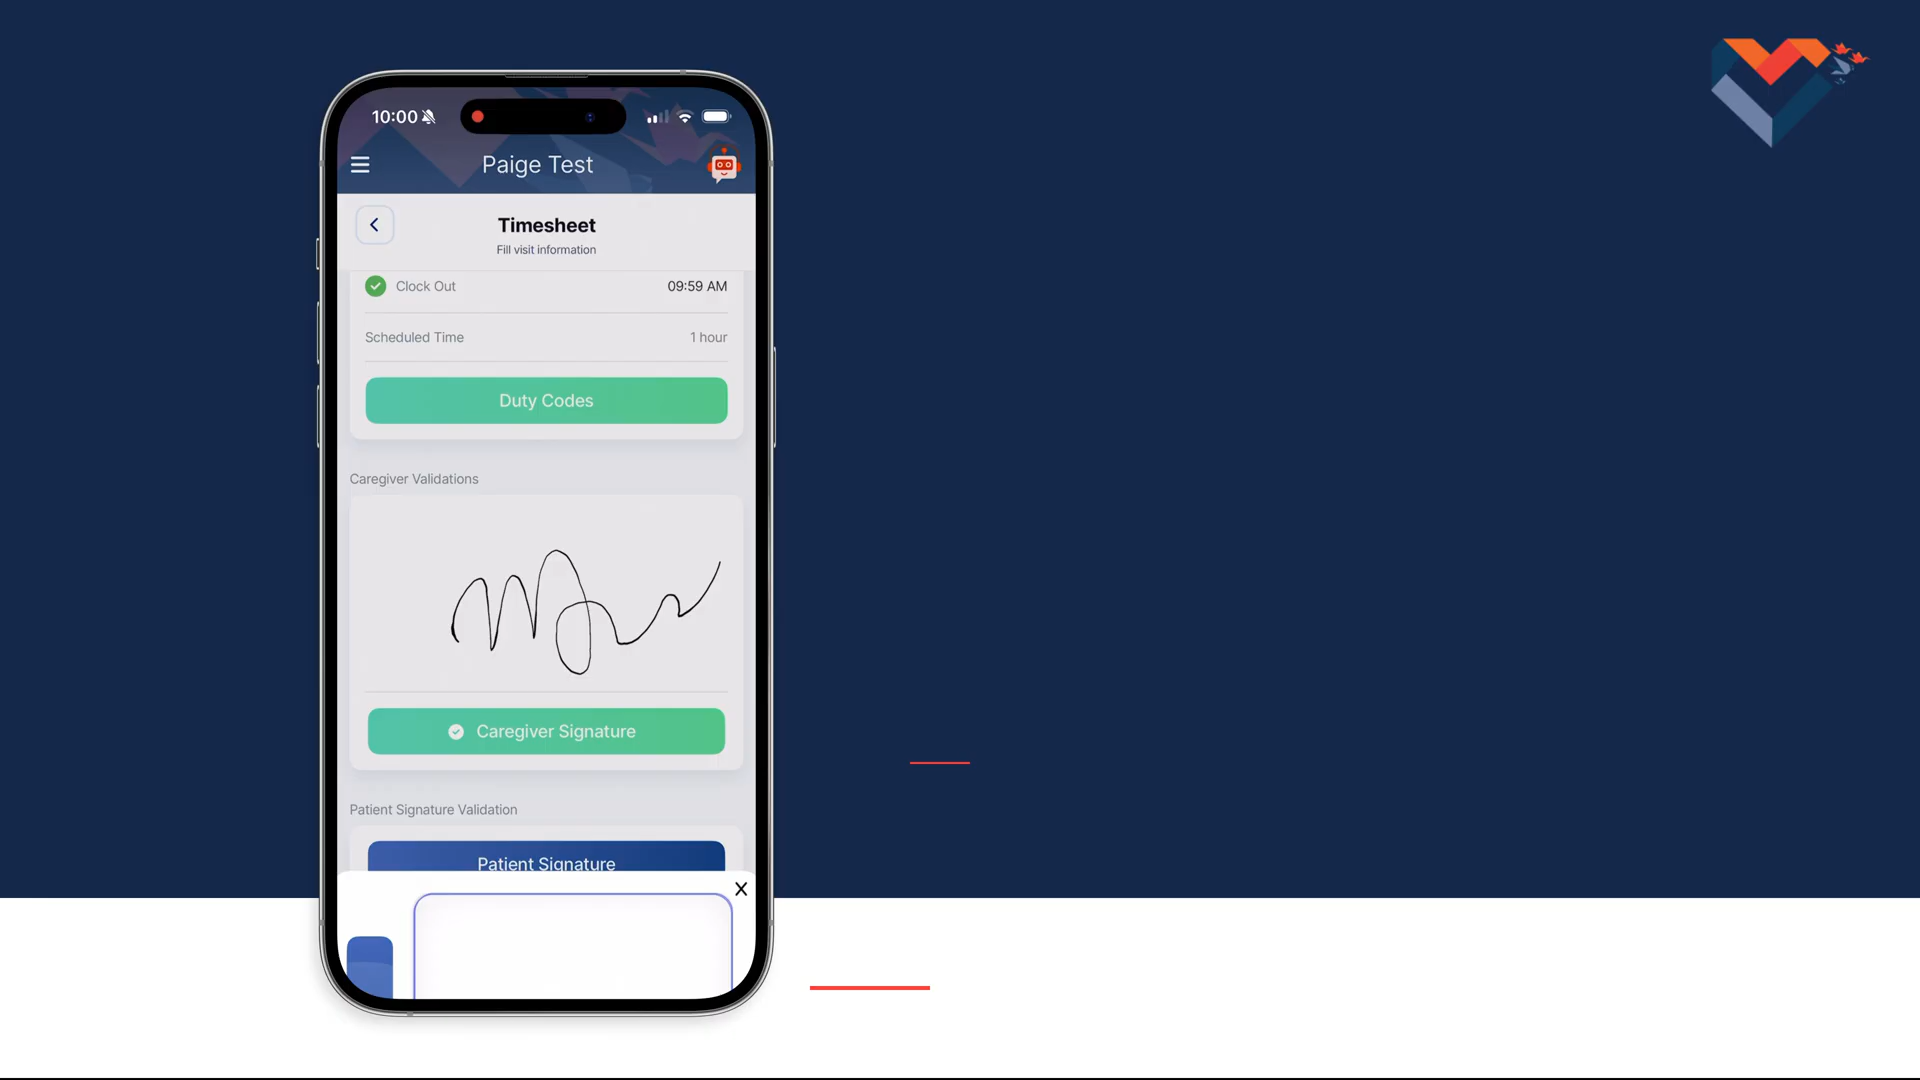 10:00
Paige Test
Timesheet
Fill visit information
Clock Out 09:59 AM
Scheduled Time 1 hour
Duty Codes
Caregiver Validations
Caregiver Signature
Patient Signature Validation
Patient Signature
X